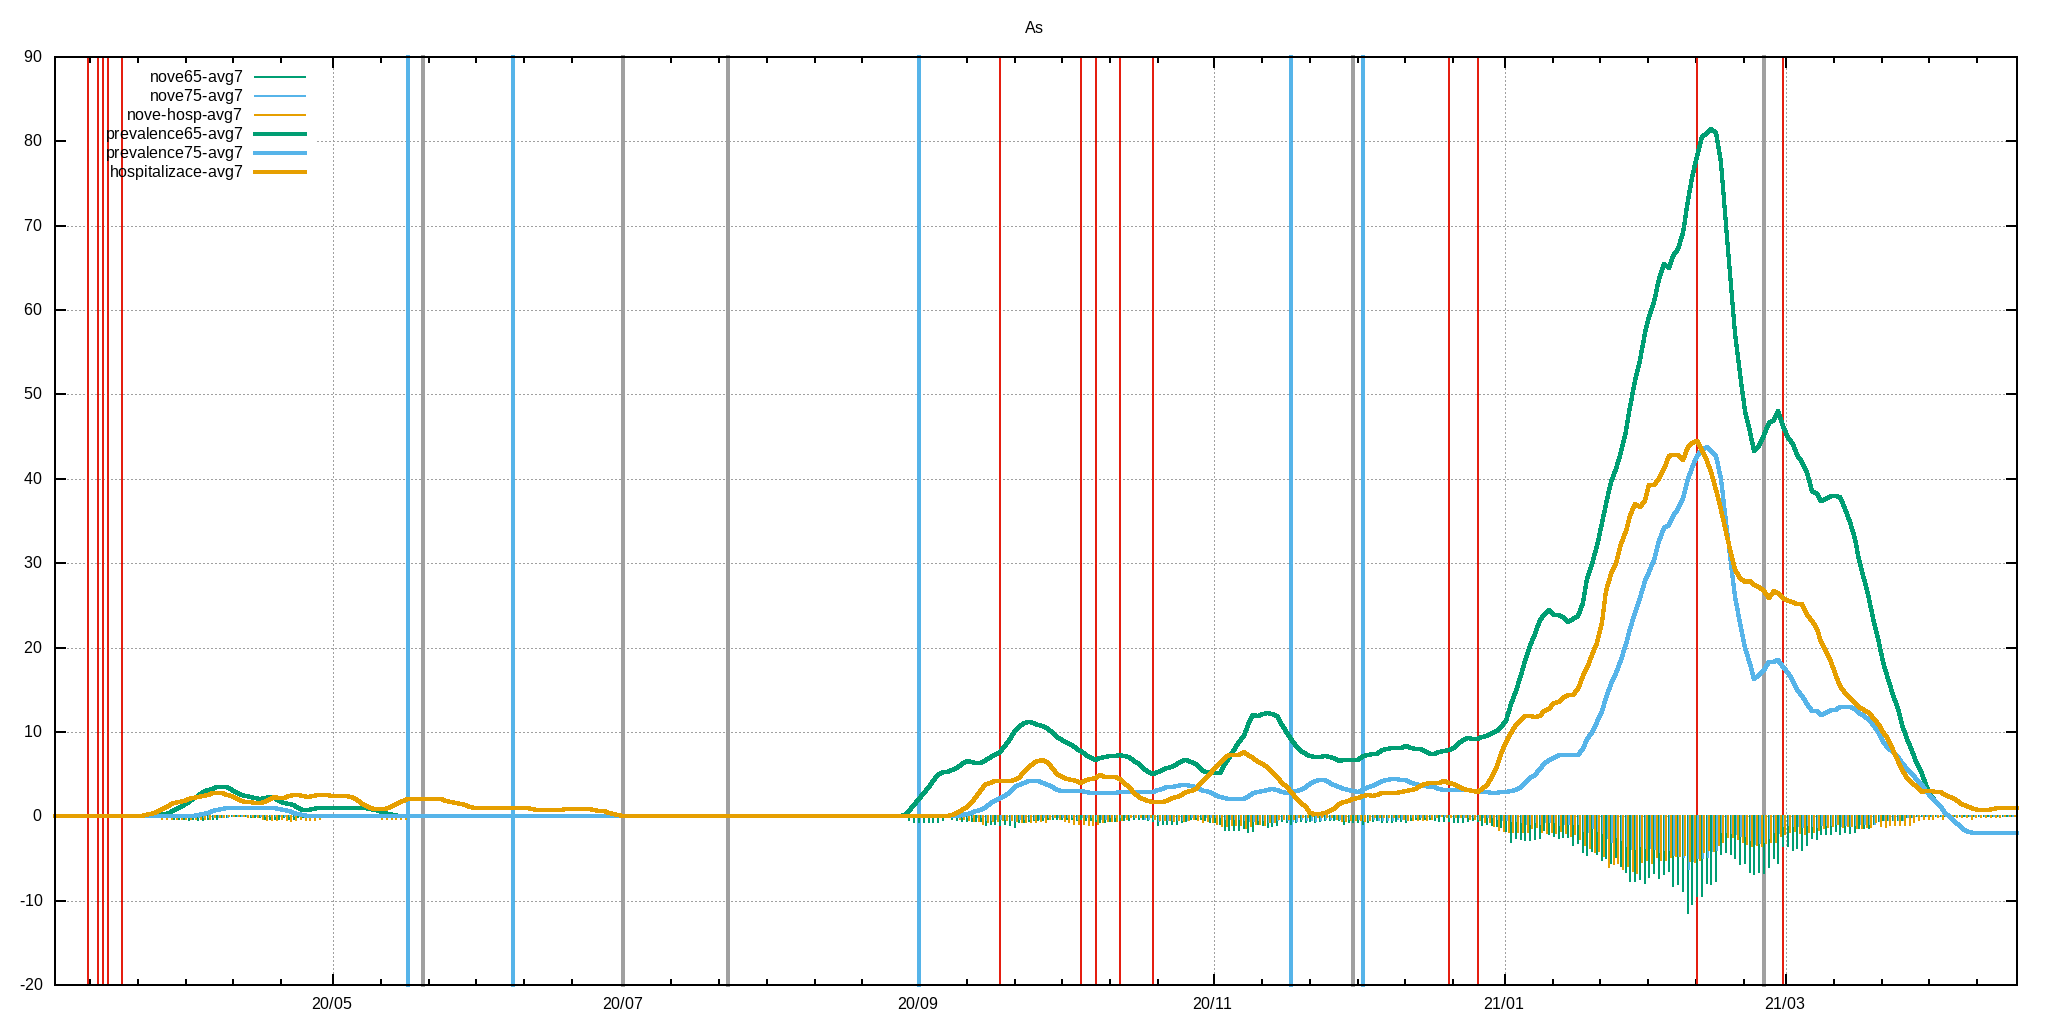 As
90
80
70
60
50
40
30
20
10
0
-10
-20
nove65-avg7
nove75-avg7
nove-hosp-avg7
prevalence65-avg7
prevalence75-avg7
hospitalizace-avg7
20/05 20/07 20/09 20/11 21/01 21/03